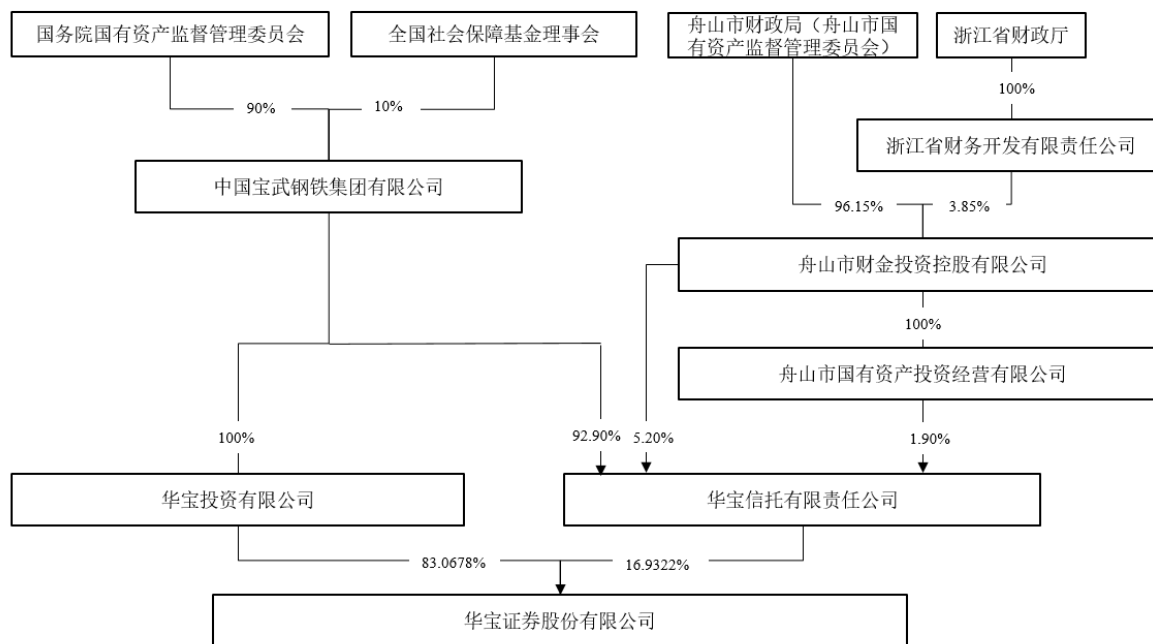 国务院国有资产监督管理委员会
全国社会保障基金理事会
舟山市财政局（舟山市国
有资产监督管理委员会）
浙江省财政厅
90%
10%
100%
浙江省财务开发有限责任公司
中国宝武钢铁集团有限公司
96.15%
3.85%
舟山市财金投资控股有限公司
100%
舟山市国有资产投资经营有限公司
100%
92.90%
5.20%
1.90%
华宝投资有限公司
华宝信托有限责任公司
83.0678%
16.9322%
华宝证券股份有限公司